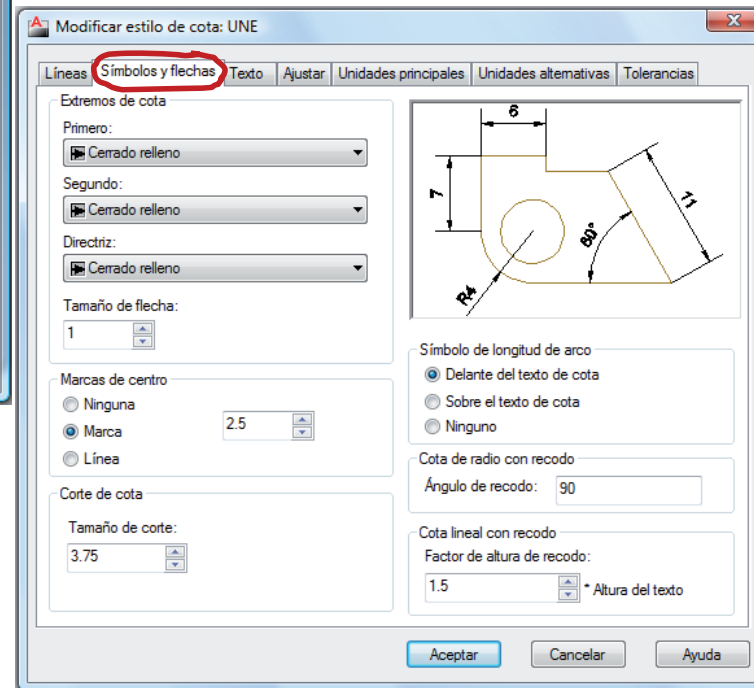 Modificar estilo de cota: UNE
Líneas Símbolos y flechas Texto Ajustar Unidades principales Unidades alternativas Tolerancias
Extremos de cota
Primero:
Cerrado relleno
Segundo:
Cerrado relleno
Directriz:
Cerrado relleno
Tamaño de flecha:
1
Marcas de centro
Ninguna
Marca
2.5
Línea
Corte de cota
Tamaño de corte:
3.75
6
7
11
60°
R4
Símbolo de longitud de arco
Delante del texto de cota
Sobre el texto de cota
Ninguno
Cota de radio con recodo
Ángulo de recodo: 90
Cota lineal con recodo
Factor de altura de recodo:
1.5 * Altura del texto
Aceptar Cancelar Ayuda